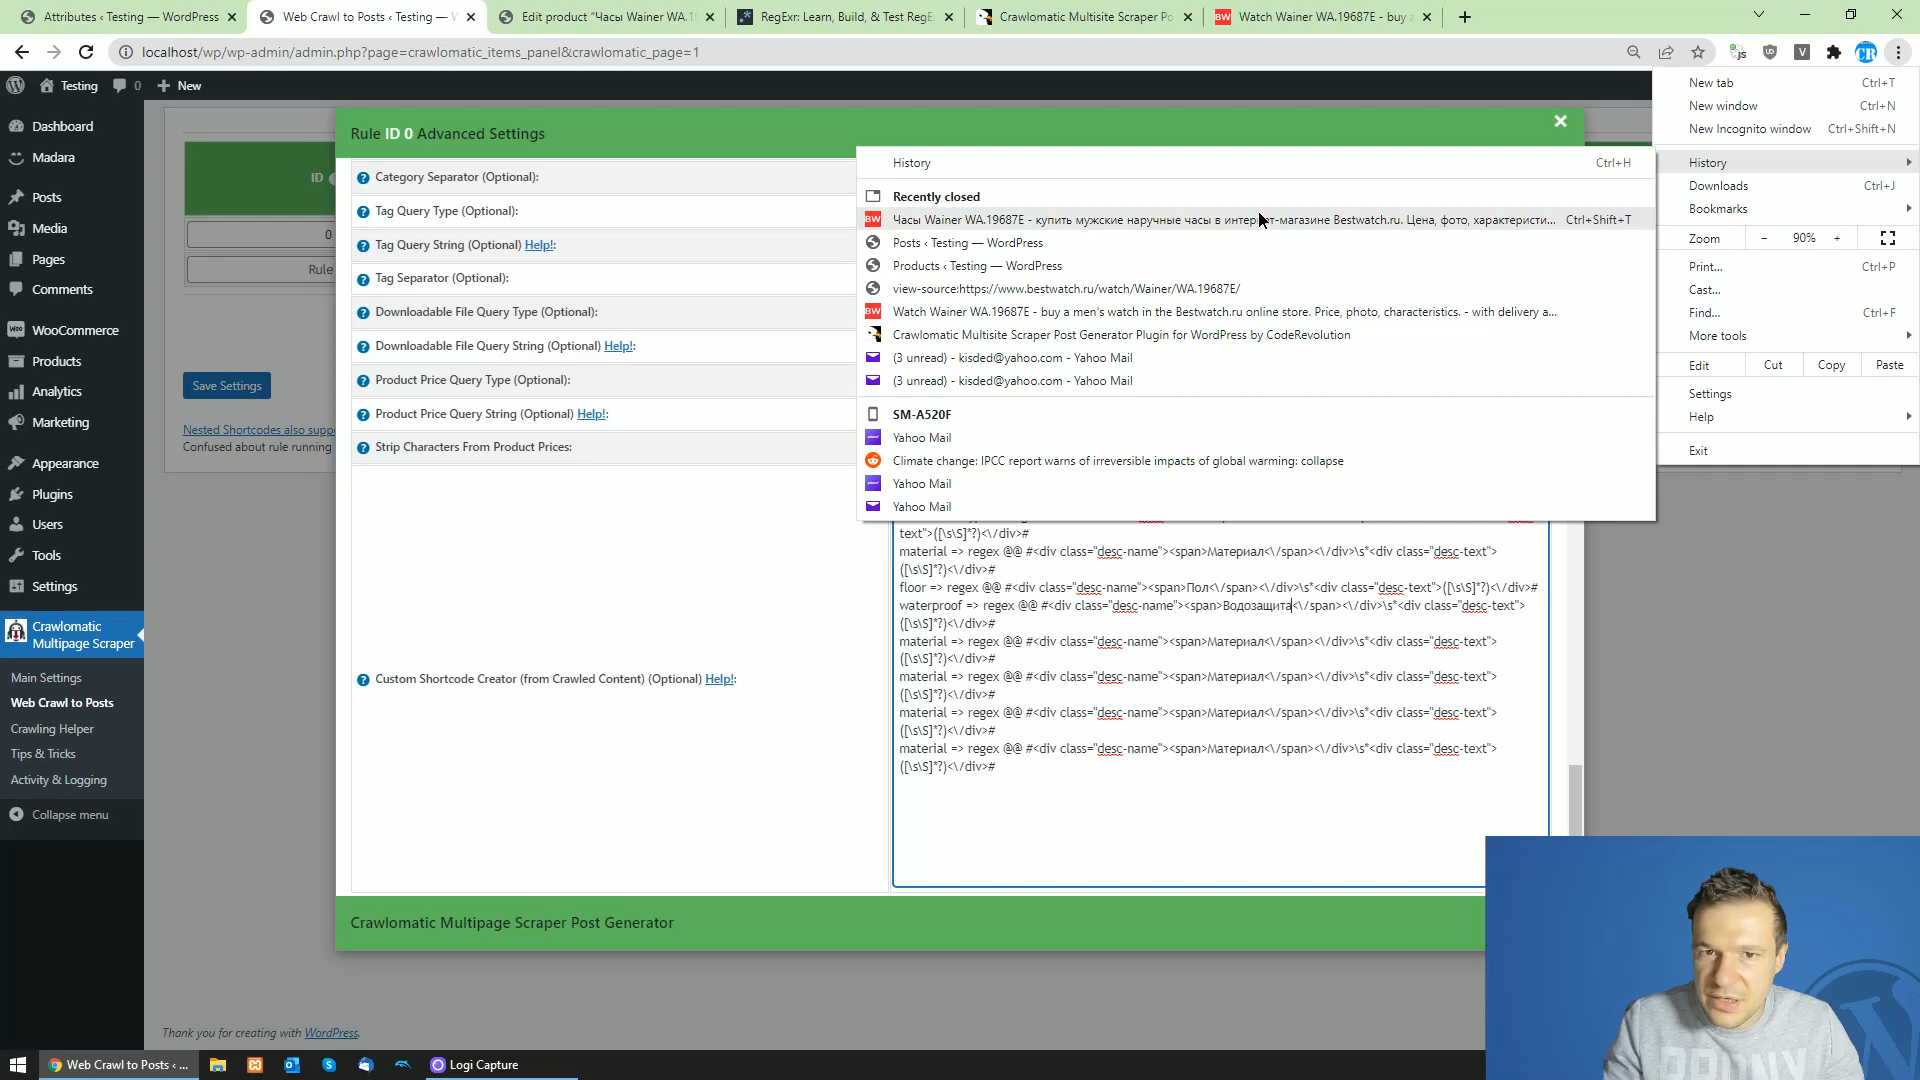 Attributes ‹ Testing — WordPress
Web Crawl to Posts ‹ Testing —
Edit product “Часы Wainer WA.1
RegExr: Learn, Build, & Test RegE
Crawlomatic Multisite Scraper Po
BW Watch Wainer WA.19687E - buy
localhost/wp/wp-admin/admin.php?page=crawlomatic_items_panel&crawlomatic_page=1
Testing
0
New
Dashboard
Madara
Posts
Media
Pages
Comments
WooCommerce
Products
Analytics
Marketing
Appearance
Plugins
Users
Tools
Settings
Crawlomatic
Multipage Scraper
Main Settings
Web Crawl to Posts
Crawling Helper
Tips & Tricks
Activity & Logging
Collapse menu
ID
0
Rule
Save Settings
Nested Shortcodes also supp
Confused about rule running
Rule ID 0 Advanced Settings
Category Separator (Optional):
Tag Query Type (Optional):
Tag Query String (Optional) Help!:
Tag Separator (Optional):
Downloadable File Query Type (Optional):
Downloadable File Query String (Optional) Help!:
Product Price Query Type (Optional):
Product Price Query String (Optional) Help!:
Strip Characters From Product Prices:
Custom Shortcode Creator (from Crawled Content) (Optional) Help!:
text">([\s\S]*?)<\/div>#
material => regex @@ #<div class="desc-name"><span>Материал<\/span><\/div>\s*<div class="desc-text">
([\s\S]*?)<\/div>#
floor => regex @@ #<div class="desc-name"><span>Пол<\/span><\/div>\s*<div class="desc-text">([\s\S]*?)<\/div>#
waterproof => regex @@ #<div class="desc-name"><span>Водозащита<\/span><\/div>\s*<div class="desc-text">
([\s\S]*?)<\/div>#
material => regex @@ #<div class="desc-name"><span>Материал<\/span><\/div>\s*<div class="desc-text">
([\s\S]*?)<\/div>#
material => regex @@ #<div class="desc-name"><span>Материал<\/span><\/div>\s*<div class="desc-text">
([\s\S]*?)<\/div>#
material => regex @@ #<div class="desc-name"><span>Материал<\/span><\/div>\s*<div class="desc-text">
([\s\S]*?)<\/div>#
material => regex @@ #<div class="desc-name"><span>Материал<\/span><\/div>\s*<div class="desc-text">
([\s\S]*?)<\/div>#
Crawlomatic Multipage Scraper Post Generator
Thank you for creating with WordPress.
History Ctrl+H
Recently closed
BW Часы Wainer WA.19687E - купить мужские наручные часы в интернет-магазине Bestwatch.ru. Цена, фото, характеристи... Ctrl+Shift+T
Posts ‹ Testing — WordPress
Products ‹ Testing — WordPress
view-source:https://www.bestwatch.ru/watch/Wainer/WA.19687E/
BW Watch Wainer WA.19687E - buy a men's watch in the Bestwatch.ru online store. Price, photo, characteristics. - with delivery a...
Crawlomatic Multisite Scraper Post Generator Plugin for WordPress by CodeRevolution
(3 unread) - kisded@yahoo.com - Yahoo Mail
(3 unread) - kisded@yahoo.com - Yahoo Mail
SM-A520F
Yahoo Mail
Climate change: IPCC report warns of irreversible impacts of global warming: collapse
Yahoo Mail
Yahoo Mail
New tab Ctrl+T
New window Ctrl+N
New Incognito window Ctrl+Shift+N
History
Downloads Ctrl+J
Bookmarks
Zoom − 90% +
Print... Ctrl+P
Cast...
Find... Ctrl+F
More tools
Edit Cut Copy Paste
Settings
Help
Exit
Web Crawl to Posts ‹ ...
Logi Capture